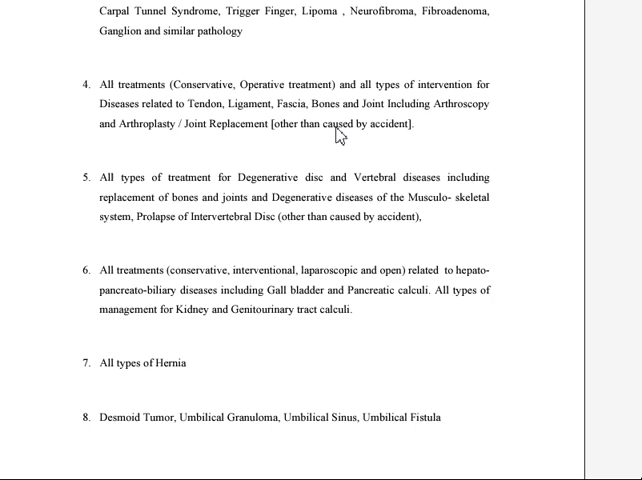 Carpal Tunnel Syndrome, Trigger Finger, Lipoma , Neurofibroma, Fibroadenoma,
Ganglion and similar pathology
4. All treatments (Conservative, Operative treatment) and all types of intervention for
Diseases related to Tendon, Ligament, Fascia, Bones and Joint Including Arthroscopy
and Arthroplasty / Joint Replacement [other than caused by accident].
5. All types of treatment for Degenerative disc and Vertebral diseases including
replacement of bones and joints and Degenerative diseases of the Musculo- skeletal
system, Prolapse of Intervertebral Disc (other than caused by accident),
6. All treatments (conservative, interventional, laparoscopic and open) related to hepato-
pancreato-biliary diseases including Gall bladder and Pancreatic calculi. All types of
management for Kidney and Genitourinary tract calculi.
7. All types of Hernia
8. Desmoid Tumor, Umbilical Granuloma, Umbilical Sinus, Umbilical Fistula